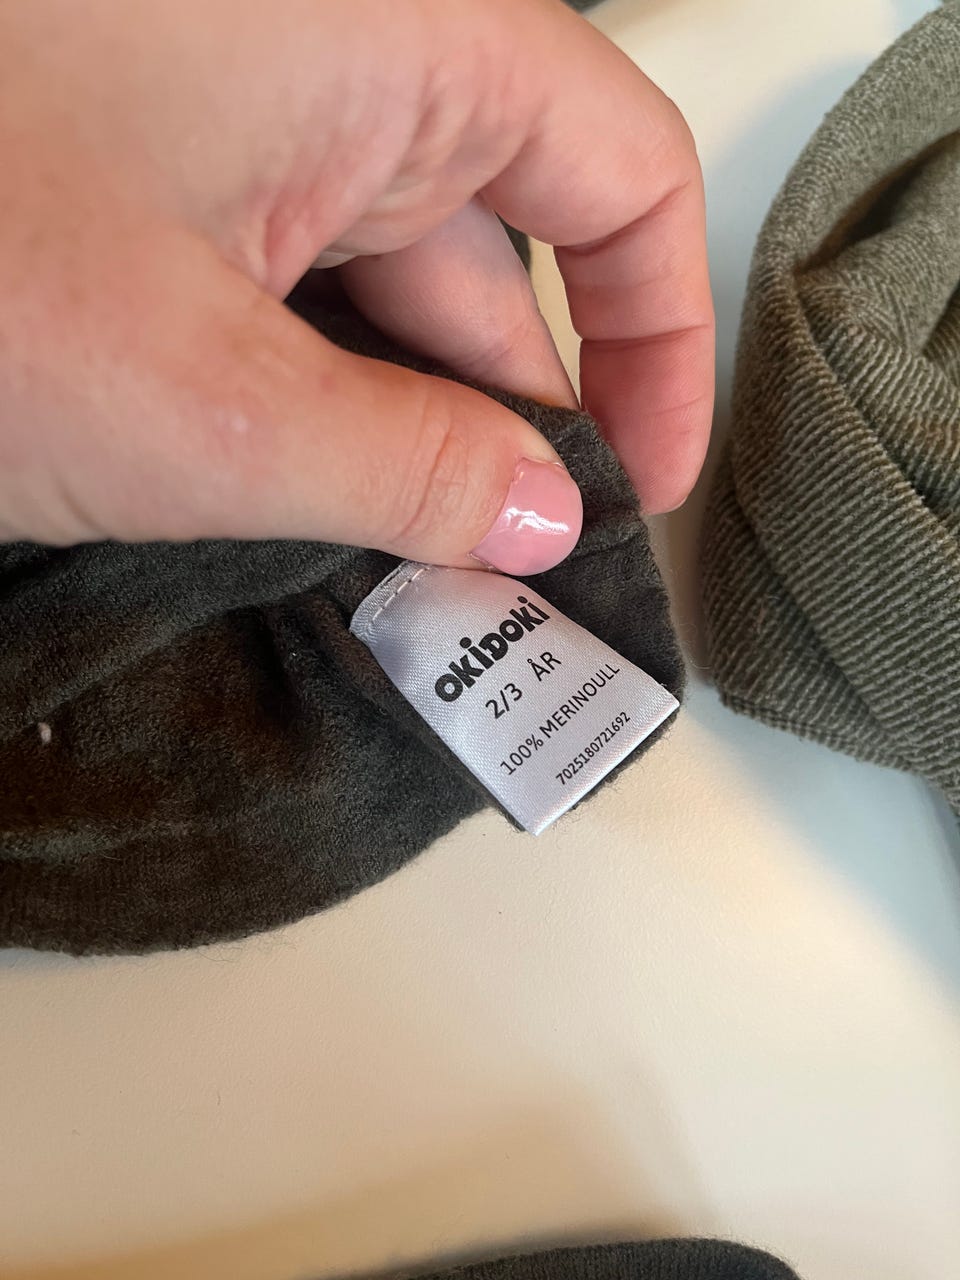 OKIDOKI
2/3 ÅR
100% MERINOULL
7025180721692